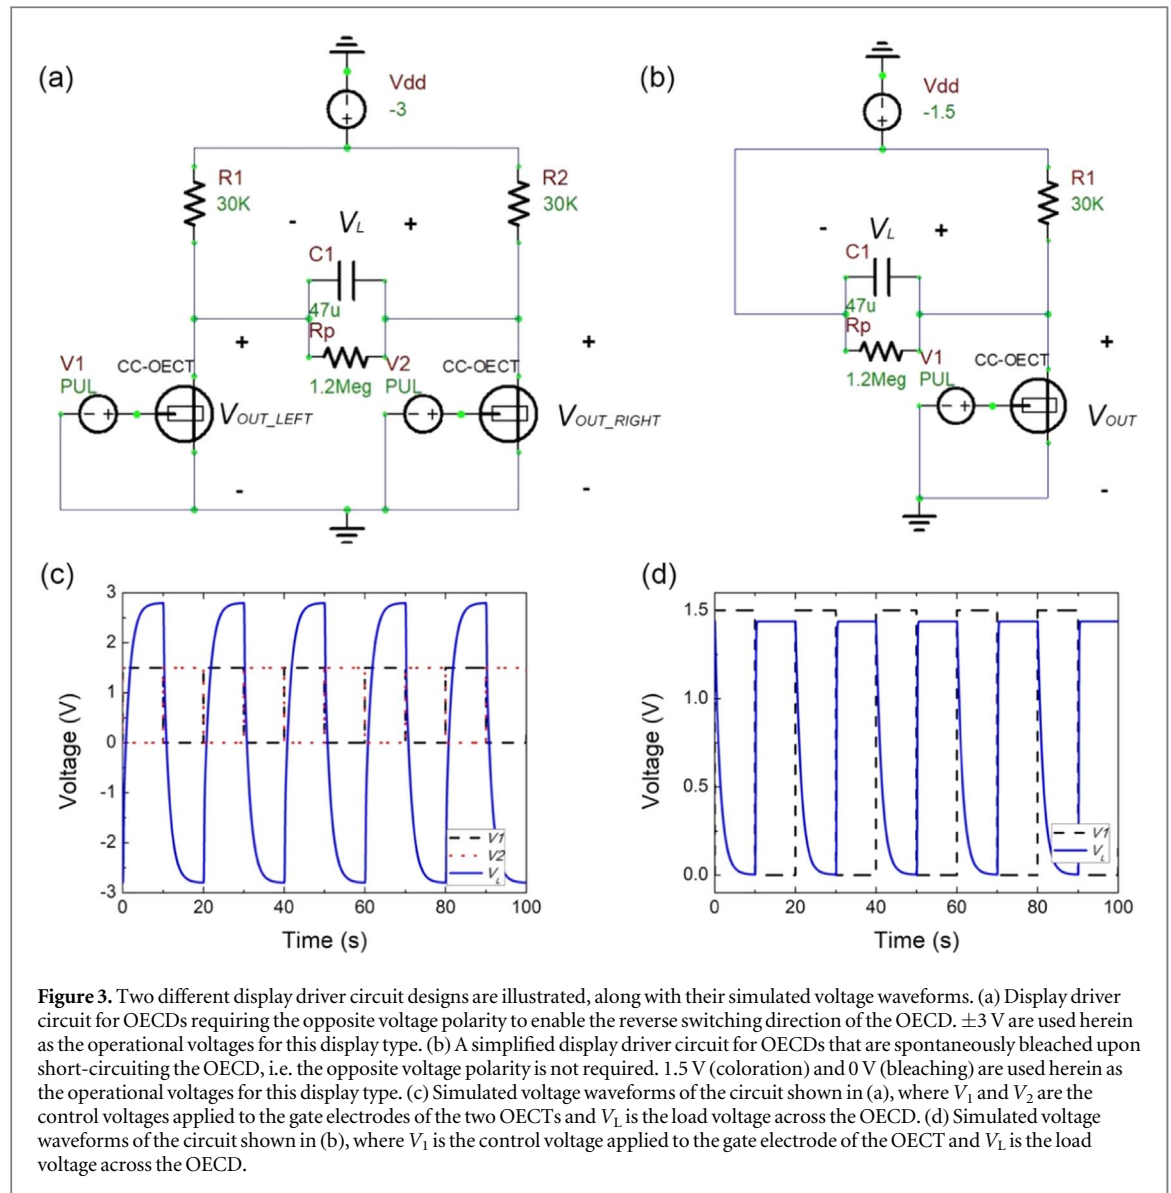 (a)
Vdd
-3
R1
30K
R2
30K
- V_L +
C1
47u
Rp
1.2Meg
V1
PUL
CC-OECT
+
V_OUT_LEFT
-
V2
PUL
CC-OECT
+
V_OUT_RIGHT
-
- +
- +
(b)
Vdd
-1.5
R1
30K
- V_L +
C1
47u
Rp
1.2Meg
V1
PUL
CC-OECT
+
V_OUT
-
- +
(c)
Voltage (V)
3
2
1
0
-1
-2
-3
V1
V2
V_L
0 20 40 60 80 100
Time (s)
(d)
Voltage (V)
1.5
1.0
0.5
0.0
V1
V_L
0 20 40 60 80 100
Time (s)
Figure 3. Two different display driver circuit designs are illustrated, along with their simulated voltage waveforms. (a) Display driver
circuit for OECDs requiring the opposite voltage polarity to enable the reverse switching direction of the OECD. ±3 V are used herein
as the operational voltages for this display type. (b) A simplified display driver circuit for OECDs that are spontaneously bleached upon
short-circuiting the OECD, i.e. the opposite voltage polarity is not required. 1.5 V (coloration) and 0 V (bleaching) are used herein as
the operational voltages for this display type. (c) Simulated voltage waveforms of the circuit shown in (a), where V₁ and V₂ are the
control voltages applied to the gate electrodes of the two OECTs and V_L is the load voltage across the OECD. (d) Simulated voltage
waveforms of the circuit shown in (b), where V₁ is the control voltage applied to the gate electrode of the OECT and V_L is the load
voltage across the OECD.